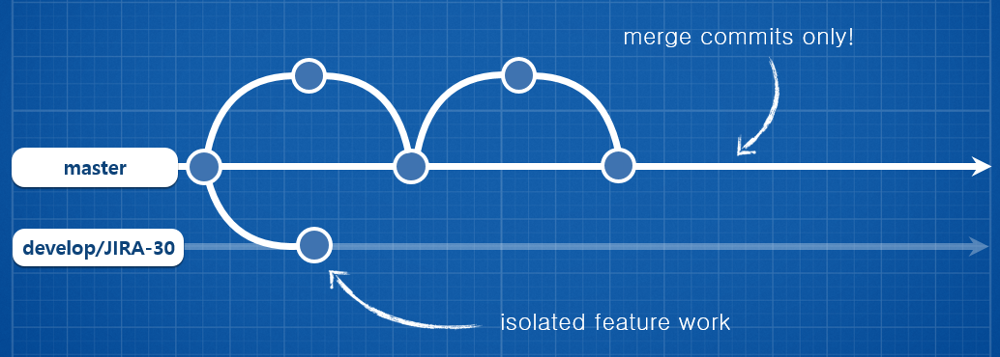 merge commits only!
master
develop/JIRA-30
isolated feature work